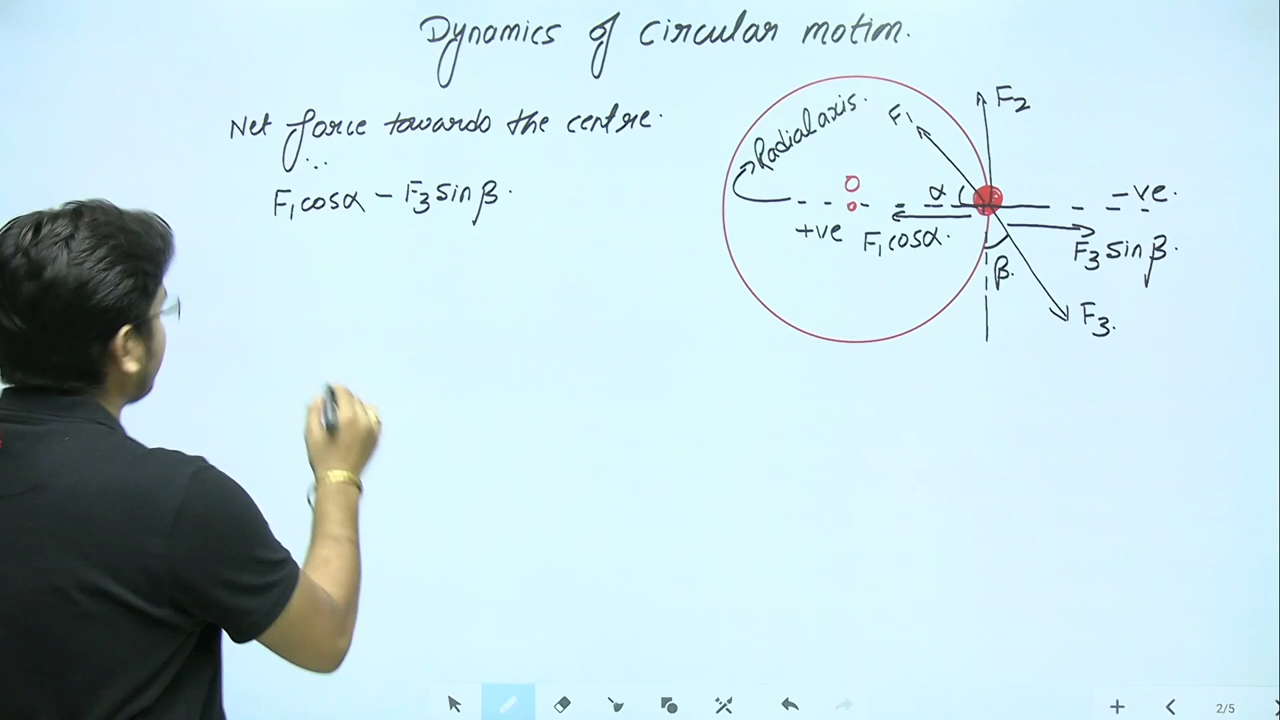 Dynamics of circular motion.
Net force towards the centre.
...
F₁cosα - F₃sinβ.
Radial axis.
F₁
F₂
α
-ve.
+ve
F₁cosα.
F₃sinβ.
β.
F₃.
2/5